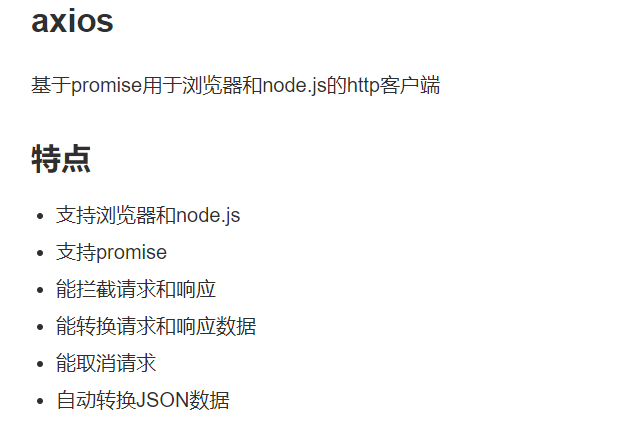 axios
基于promise用于浏览器和node.js的http客户端
特点
• 支持浏览器和node.js
• 支持promise
• 能拦截请求和响应
• 能转换请求和响应数据
• 能取消请求
• 自动转换JSON数据